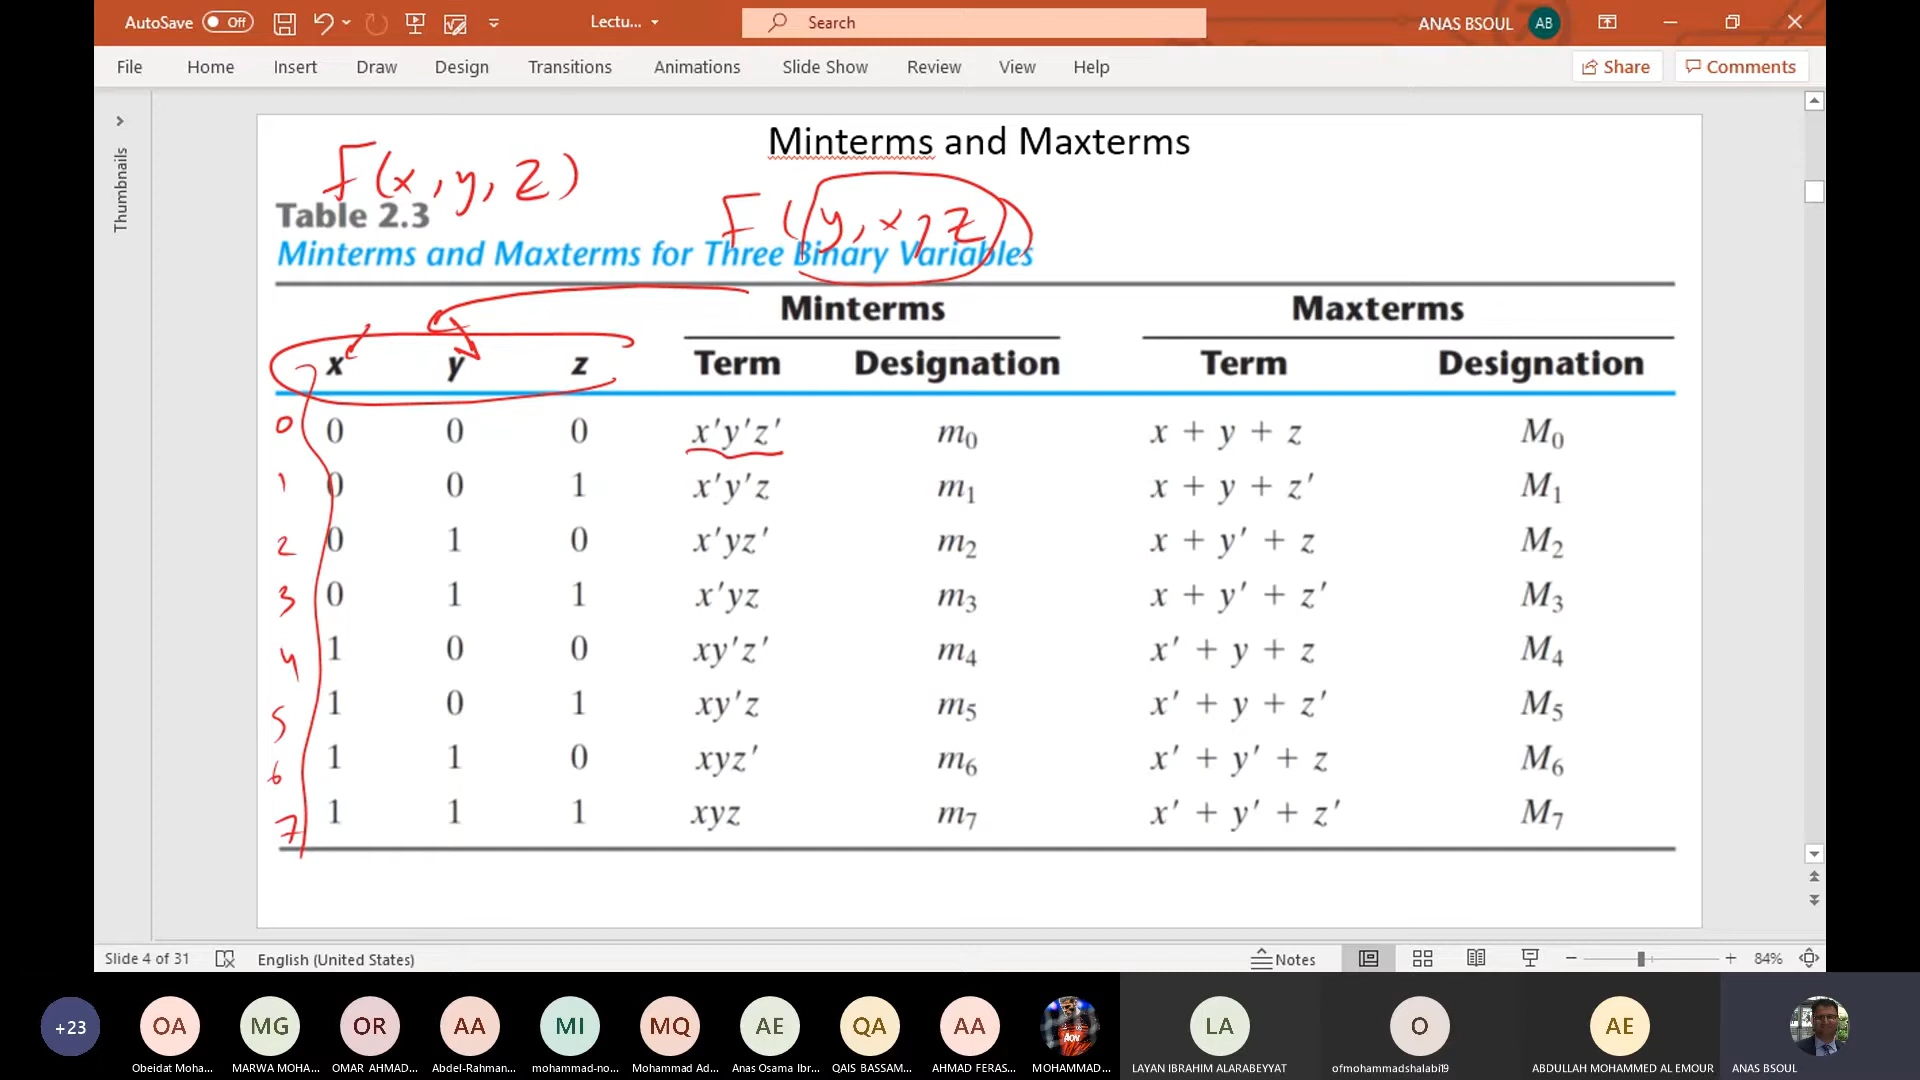 AutoSave Off Lectu... Search ANAS BSOUL AB
File Home Insert Draw Design Transitions Animations Slide Show Review View Help Share Comments
Thumbnails
Minterms and Maxterms
F(x,y,z)
F(y,x,z)
Table 2.3
Minterms and Maxterms for Three Binary Variables
Minterms Maxterms
x y z Term Designation Term Designation
0 0 0 0 x′y′z′ m0 x + y + z M0
1 0 0 1 x′y′z m1 x + y + z′ M1
2 0 1 0 x′yz′ m2 x + y′ + z M2
3 0 1 1 x′yz m3 x + y′ + z′ M3
4 1 0 0 xy′z′ m4 x′ + y + z M4
5 1 0 1 xy′z m5 x′ + y + z′ M5
6 1 1 0 xyz′ m6 x′ + y′ + z M6
7 1 1 1 xyz m7 x′ + y′ + z′ M7
Slide 4 of 31 English (United States) Notes 84%
+23 OA MG OR AA MI MQ AE QA AA LA O AE
Obeidat Moha... MARWA MOHA... OMAR AHMAD... Abdel-Rahman... mohammad-no... Mohammad Ad... Anas Osama Ibr... QAIS BASSAM... AHMAD FERAS... MOHAMMAD... LAYAN IBRAHIM ALARABEYYAT ofmohammadshalabi19 ABDULLAH MOHAMMED AL EMOUR ANAS BSOUL